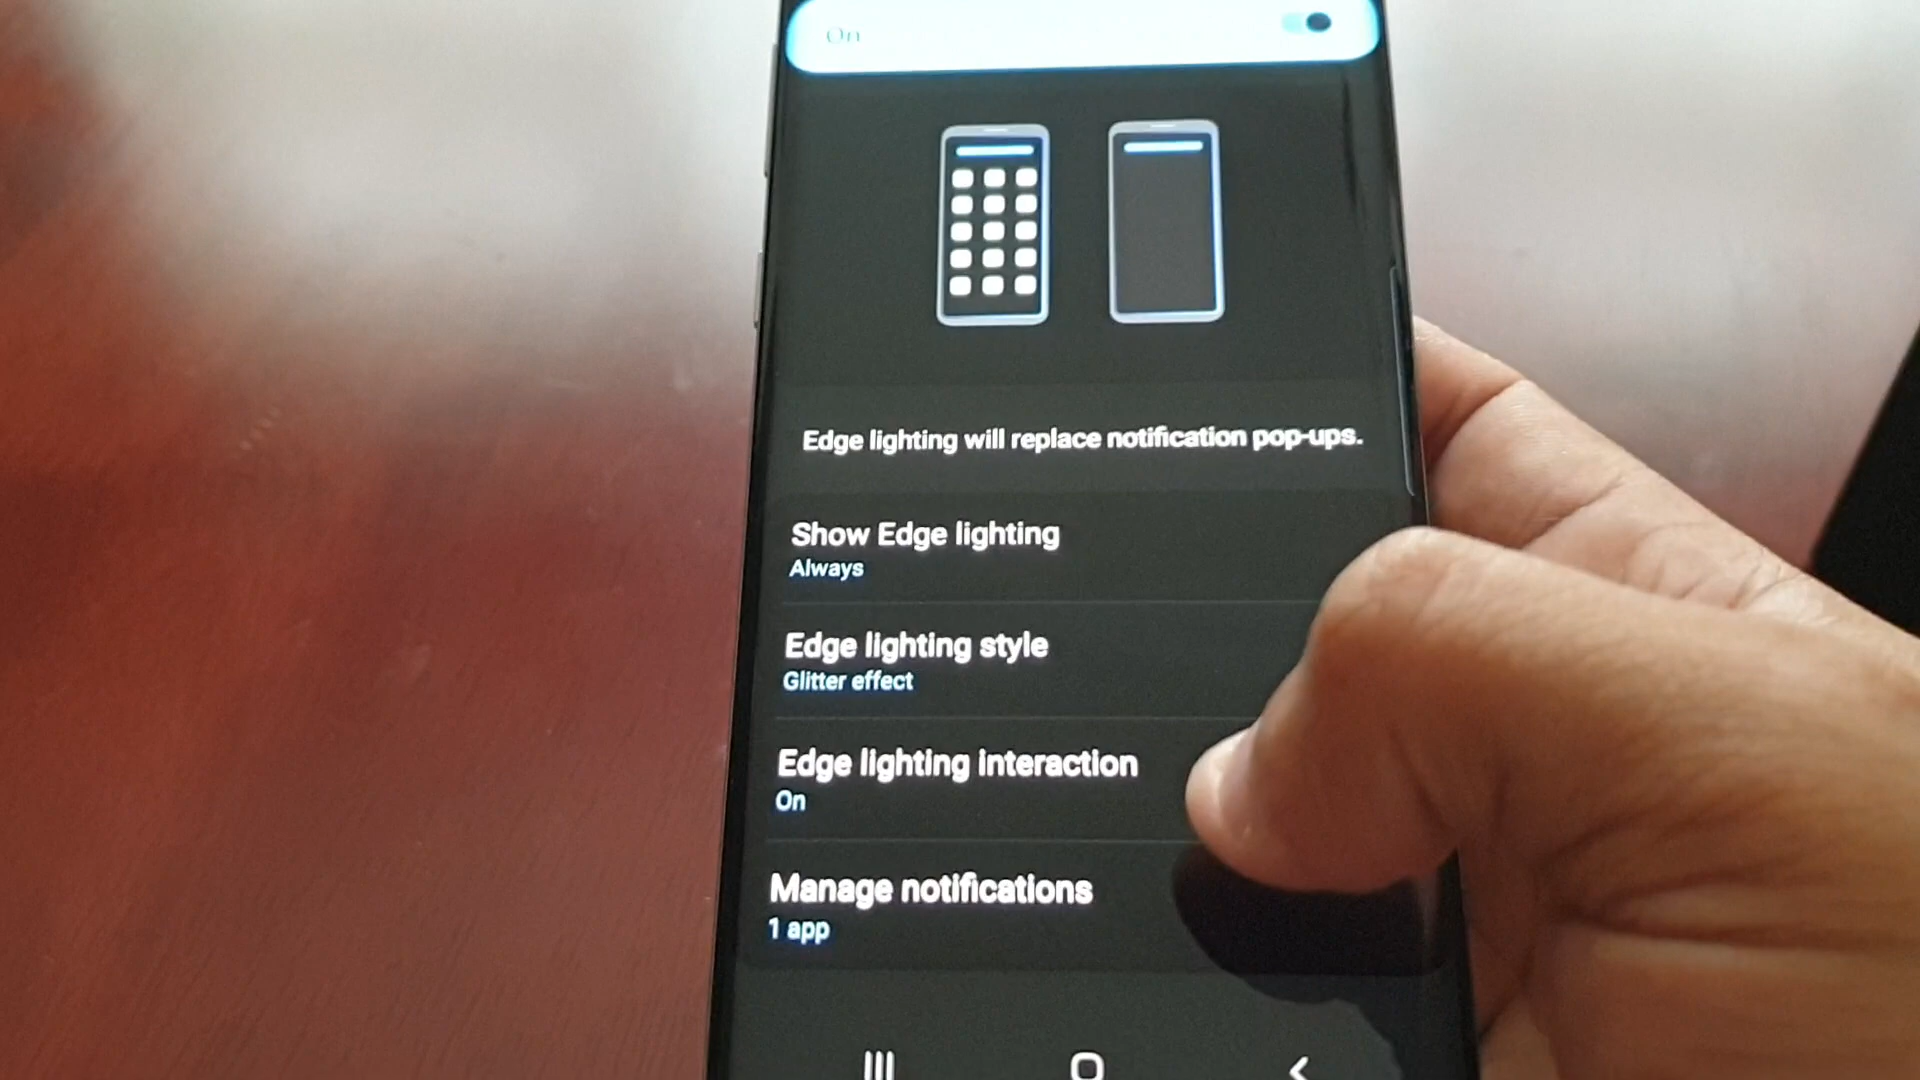 On
Edge lighting will replace notification pop-ups.
Show Edge lighting
Always
Edge lighting style
Glitter effect
Edge lighting interaction
On
Manage notifications
1 app